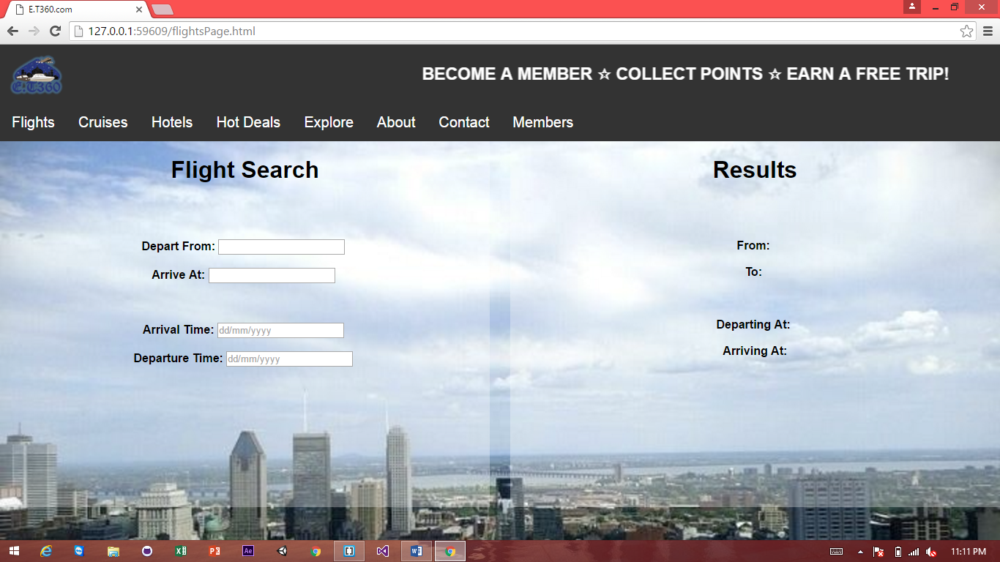 E.T360.com
127.0.0.1:59609/flightsPage.html
E.T360
BECOME A MEMBER ☆ COLLECT POINTS ☆ EARN A FREE TRIP!
Flights Cruises Hotels Hot Deals Explore About Contact Members
Flight Search
Depart From:
Arrive At:
Arrival Time: dd/mm/yyyy
Departure Time: dd/mm/yyyy
Results
From:
To:
Departing At:
Arriving At:
11:11 PM